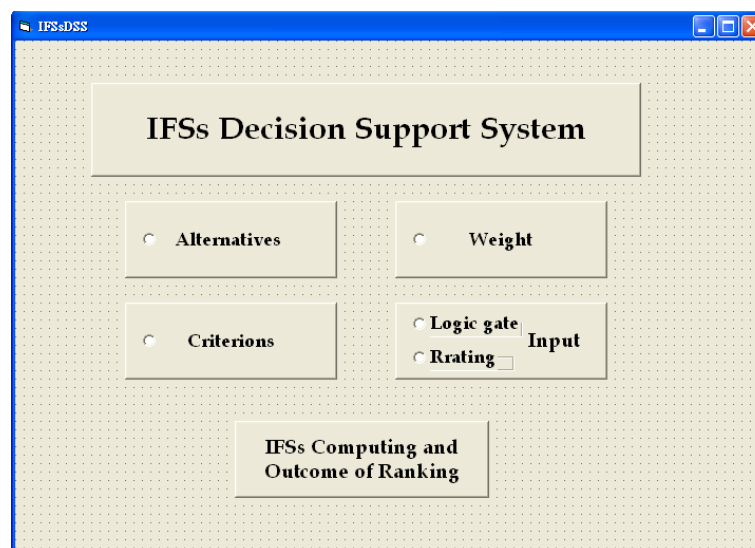 IFSsDSS
IFSs Decision Support System
Alternatives
Weight
Criterions
Logic gate
Rrating
Input
IFSs Computing and
Outcome of Ranking